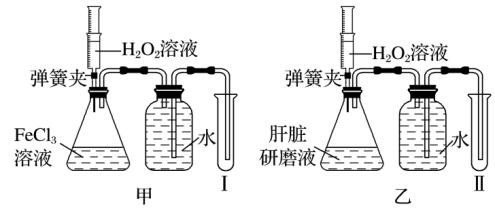 H₂O₂溶液
弹簧夹
FeCl₃
溶液
水
Ⅰ
甲
H₂O₂溶液
弹簧夹
肝脏
研磨液
水
Ⅱ
乙